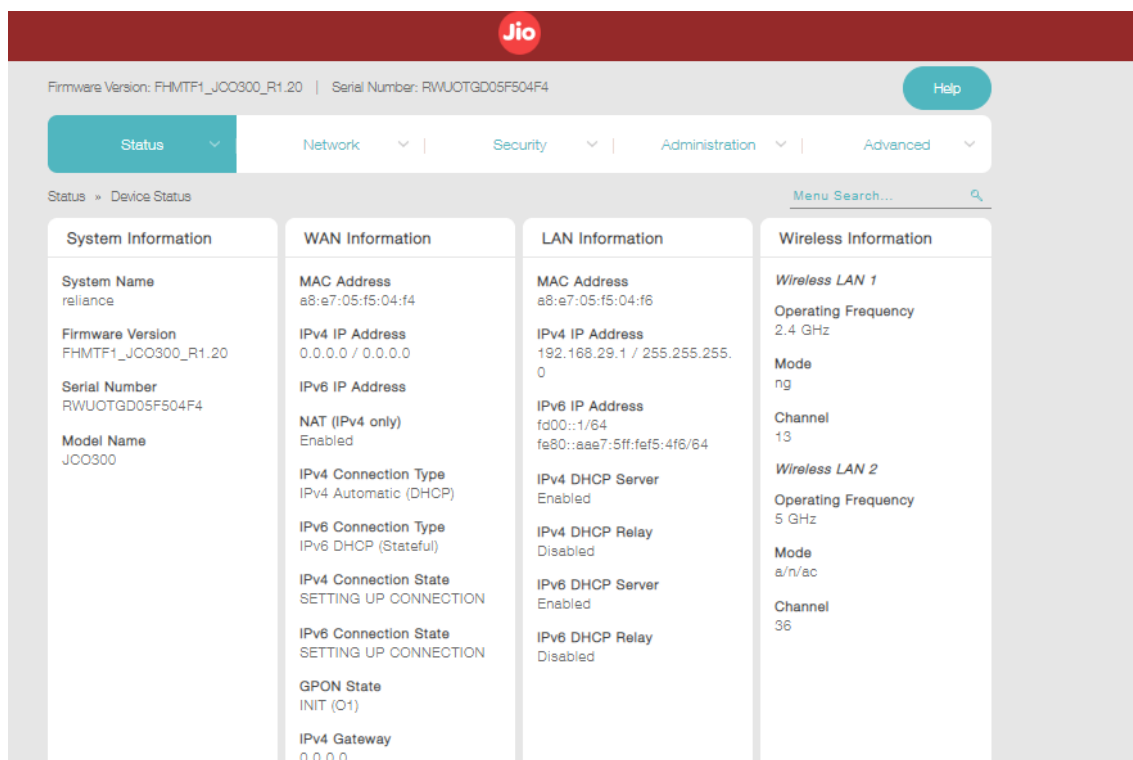 Jio
Firmware Version: FHMTF1_JCO300_R1.20 | Serial Number: RWUOTGD05F504F4
Help
Status
Network
Security
Administration
Advanced
Status » Device Status
Menu Search...
System Information
System Name
reliance
Firmware Version
FHMTF1_JCO300_R1.20
Serial Number
RWUOTGD05F504F4
Model Name
JCO300
WAN Information
MAC Address
a8:e7:05:f5:04:f4
IPv4 IP Address
0.0.0.0 / 0.0.0.0
IPv6 IP Address
NAT (IPv4 only)
Enabled
IPv4 Connection Type
IPv4 Automatic (DHCP)
IPv6 Connection Type
IPv6 DHCP (Stateful)
IPv4 Connection State
SETTING UP CONNECTION
IPv6 Connection State
SETTING UP CONNECTION
GPON State
INIT (O1)
IPv4 Gateway
0.0.0.0
LAN Information
MAC Address
a8:e7:05:f5:04:f6
IPv4 IP Address
192.168.29.1 / 255.255.255.
0
IPv6 IP Address
fd00::1/64
fe80::aae7:5ff:fef5:4f6/64
IPv4 DHCP Server
Enabled
IPv4 DHCP Relay
Disabled
IPv6 DHCP Server
Enabled
IPv6 DHCP Relay
Disabled
Wireless Information
Wireless LAN 1
Operating Frequency
2.4 GHz
Mode
ng
Channel
13
Wireless LAN 2
Operating Frequency
5 GHz
Mode
a/n/ac
Channel
36